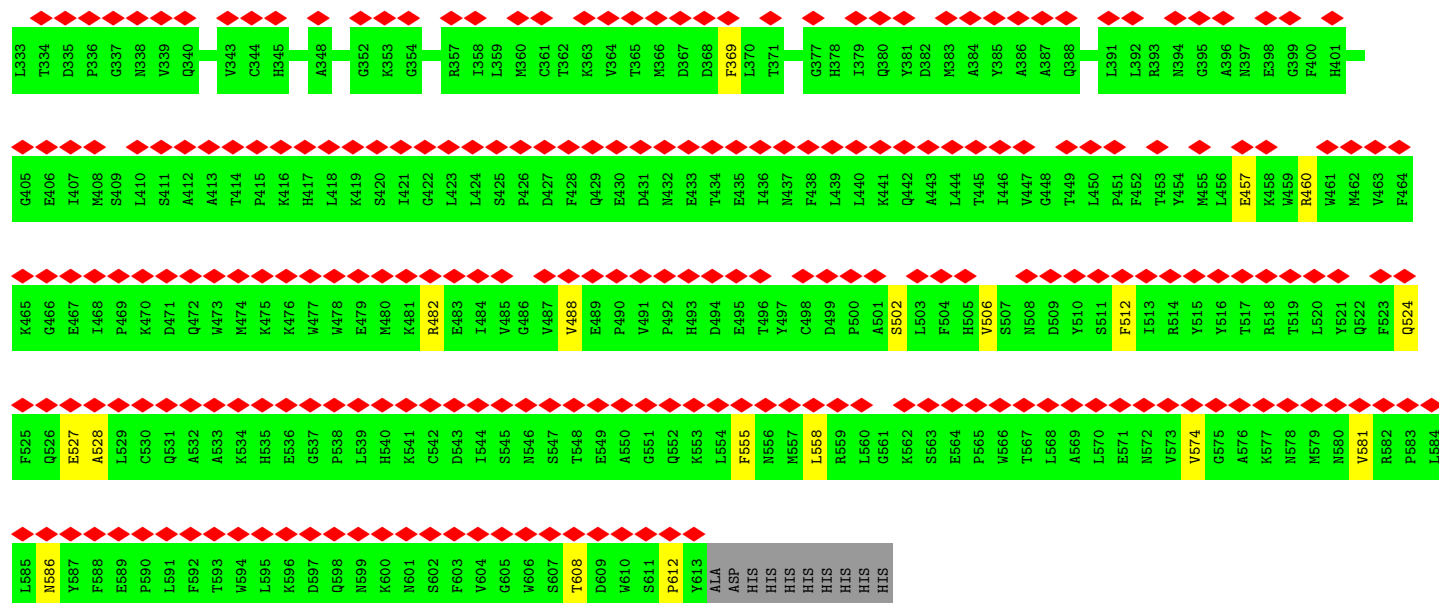 L333 T334 D335 P336 G337 N338 V339 Q340 V343 C344 H345 A348 G352 K353 G354 R357 I358 L359 M360 C361 T362 K363 V364 T365 M366 D367 D368 F369 L370 T371 G377 H378 I379 Q380 Y381 D382 M383 A384 Y385 A386 A387 Q388 L391 L392 R393 N394 G395 A396 N397 E398 G399 F400 H401
G405 E406 I407 M408 S409 L410 S411 A412 A413 T414 P415 K416 H417 L418 K419 S420 I421 G422 L423 L424 S425 P426 D427 F428 Q429 E430 D431 N432 E433 T434 E435 I436 N437 F438 L439 L440 K441 Q442 A443 L444 T445 I446 V447 G448 T449 L450 P451 F452 T453 Y454 M455 L456 E457 K458 W459 R460 W461 M462 V463 F464
K465 G466 E467 I468 P469 K470 D471 Q472 W473 M474 K475 K476 W477 W478 E479 M480 K481 R482 E483 I484 V485 G486 V487 V488 E489 P490 V491 P492 H493 D494 E495 T496 Y497 C498 D499 P500 A501 S502 L503 F504 H505 V506 S507 N508 D509 Y510 S511 F512 I513 R514 Y515 Y516 T517 R518 T519 L520 Y521 Q522 F523 Q524
F525 Q526 E527 A528 L529 C530 Q531 A532 A533 K534 H535 E536 G537 P538 L539 H540 K541 C542 D543 I544 S545 N546 S547 T548 E549 A550 G551 Q552 K553 L554 F555 N556 M557 L558 R559 L560 G561 K562 S563 E564 P565 W566 T567 L568 A569 L570 E571 N572 V573 V574 G575 A576 K577 N578 M579 N580 V581 R582 P583 L584
L585 N586 Y587 F588 E589 P590 L591 F592 T593 W594 L595 K596 D597 Q598 N599 K600 N601 S602 F603 V604 G605 W606 S607 T608 D609 W610 S611 P612 Y613 ALA ASP HIS HIS HIS HIS HIS HIS